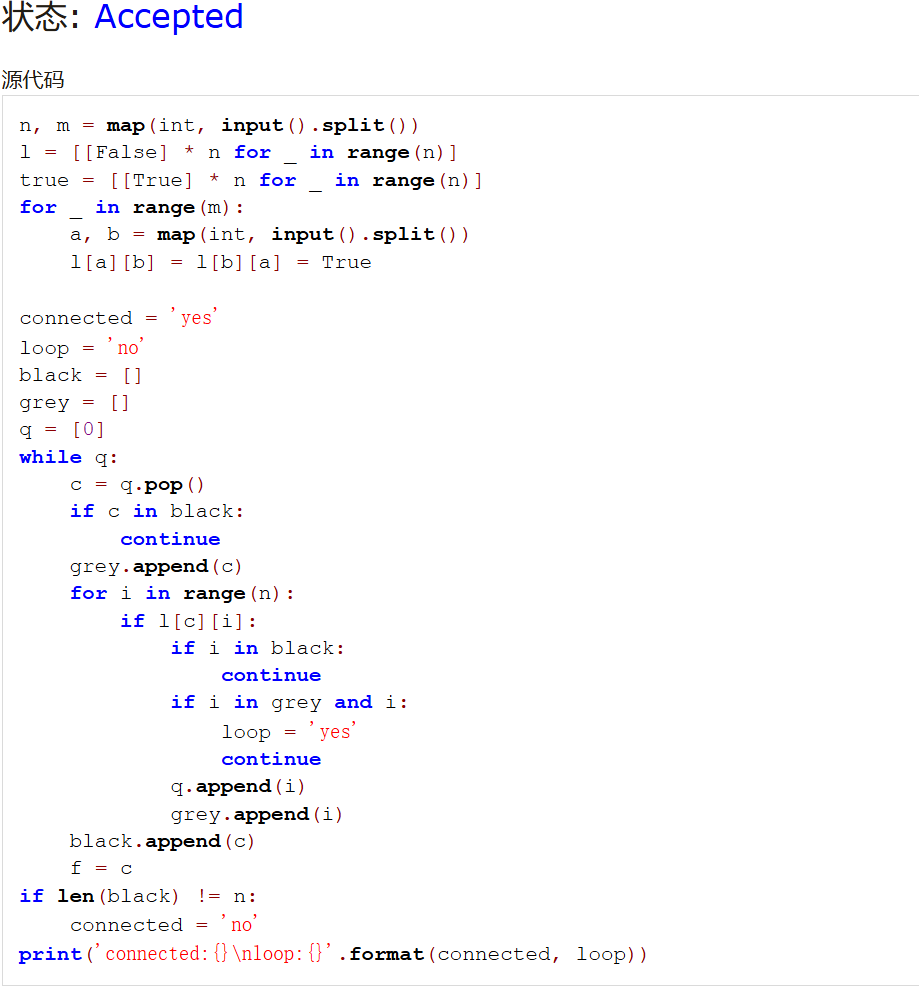 状态: Accepted
源代码
n, m = map(int, input().split())
l = [[False] * n for _ in range(n)]
true = [[True] * n for _ in range(n)]
for _ in range(m):
    a, b = map(int, input().split())
    l[a][b] = l[b][a] = True

connected = 'yes'
loop = 'no'
black = []
grey = []
q = [0]
while q:
    c = q.pop()
    if c in black:
        continue
    grey.append(c)
    for i in range(n):
        if l[c][i]:
            if i in black:
                continue
            if i in grey and i:
                loop = 'yes'
                continue
            q.append(i)
            grey.append(i)
    black.append(c)
    f = c
if len(black) != n:
    connected = 'no'
print('connected:{}\nloop:{}'.format(connected, loop))